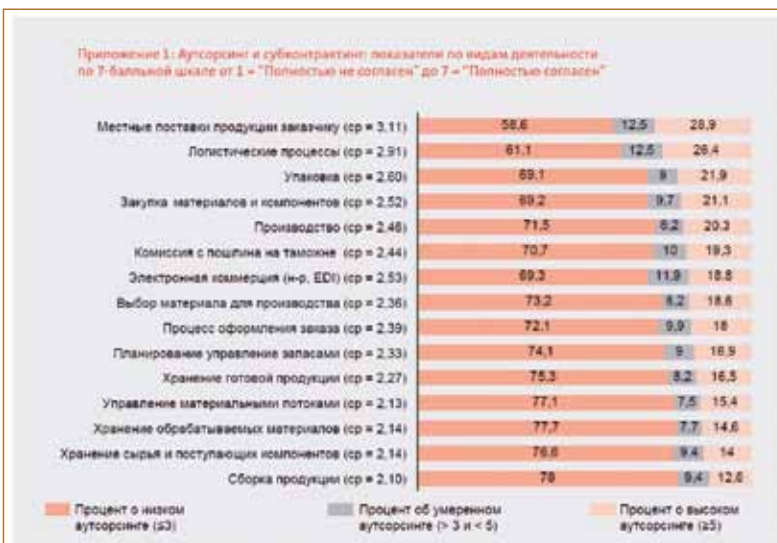 Приложение 1: Аутсорсинг и субконтрактинг: показатели по видам деятельности
по 7-балльной шкале от 1 = "Полностью не согласен" до 7 = "Полностью согласен"
Местные поставки продукции заказчику (ср = 3,11) 58,6 12,5 28,9
Логистические процессы (ср = 2.91) 61,1 12,5 26,4
Упаковка (ср = 2.60) 69,1 9 21,9
Закупка материалов и компонентов (ср = 2.52) 69,2 9,7 21,1
Производство (ср = 2.46) 71,5 8,2 20,3
Комиссия с пошлина на таможне (ср = 2.44) 70,7 10 19,3
Электронная коммерция (н-р, EDI) (ср = 2.53) 69,3 11,9 18,8
Выбор материала для производства (ср = 2,36) 73,2 8,2 18,6
Процесс оформления заказа (ср = 2.39) 72,1 9,9 18
Планирование управление запасами (ср = 2.33) 74,1 9 16,9
Хранение готовой продукции (ср = 2.27) 75,3 8,2 16,5
Управление материальными потоками (ср = 2.13) 77,1 7,5 15,4
Хранение обрабатываемых материалов (ср = 2.14) 77,7 7,7 14,6
Хранение сырья и поступающих компонентов (ср = 2.14) 76,6 9,4 14
Сборка продукции (ср = 2.10) 78 9,4 12,6
Процент о низком Процент об умеренном Процент о высоком
аутсорсинге (≤3) аутсорсинге (> 3 и < 5) аутсорсинге (≥5)